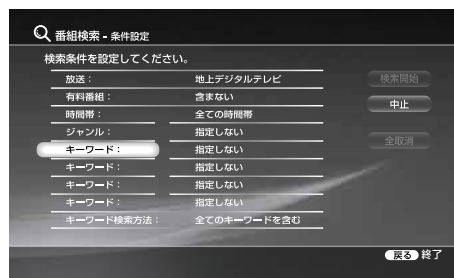 番組検索 - 条件設定
検索条件を設定してください。
放送： 地上デジタルテレビ
有料番組： 含まない
時間帯： 全ての時間帯
ジャンル： 指定しない
キーワード： 指定しない
キーワード： 指定しない
キーワード： 指定しない
キーワード： 指定しない
キーワード検索方法： 全てのキーワードを含む
検索開始
中止
全取消
戻る 終了